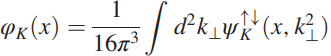 φ_K(x) = \frac{1}{16π^3} ∫ d^2k_⊥ψ_K^{↑↓}(x, k_⊥^2)